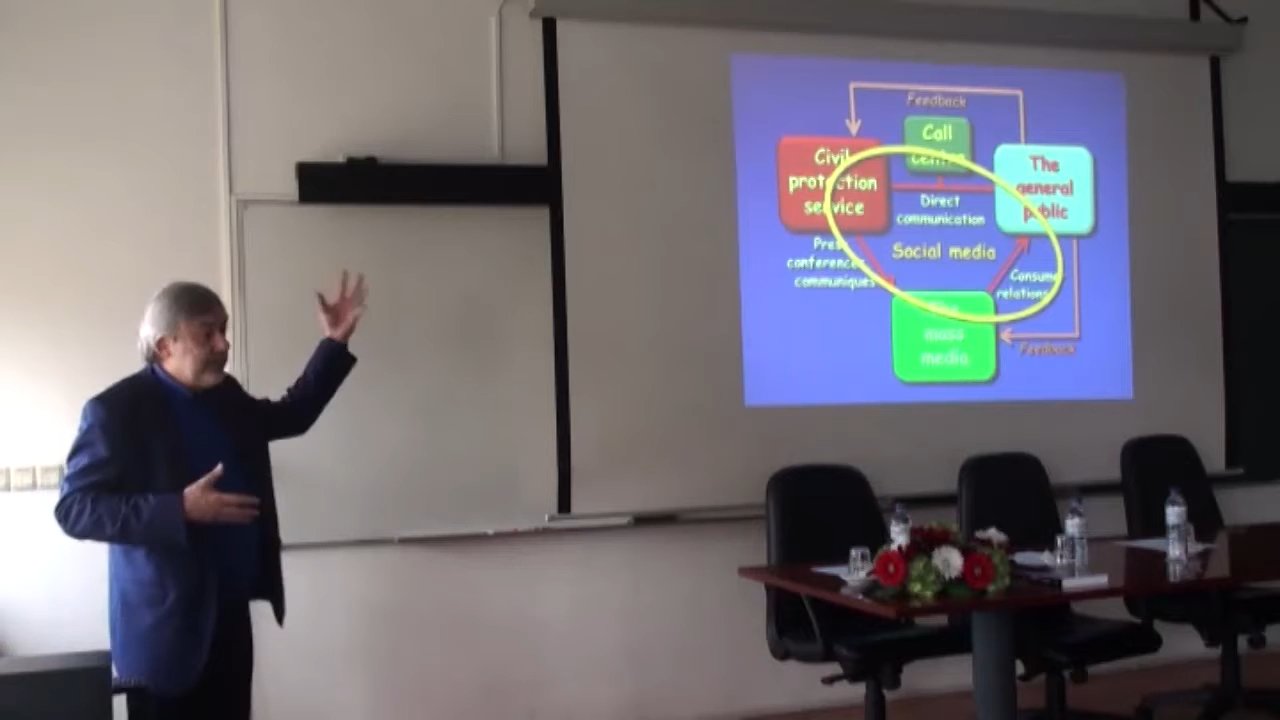 Feedback
Call
centre
Civil
protection
service
The
general
public
Direct
communication
Social media
Press
conferences
communiques
Consumer
relations
mass
media
Feedback